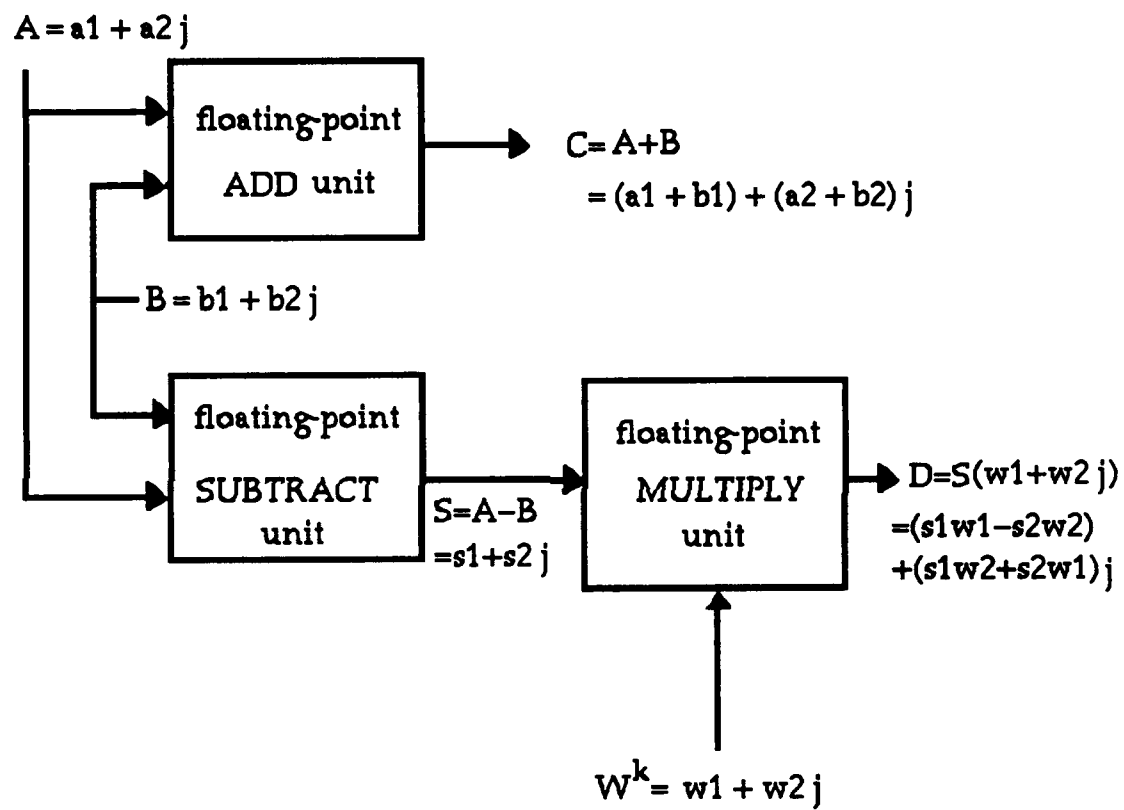 A = a1 + a2 j
floating-point
ADD unit
C= A+B
= (a1 + b1) + (a2 + b2) j
B = b1 + b2 j
floating-point
SUBTRACT
unit
S=A−B
=s1+s2 j
floating-point
MULTIPLY
unit
D=S(w1+w2 j)
=(s1w1−s2w2)
+(s1w2+s2w1)j
W^k= w1 + w2 j